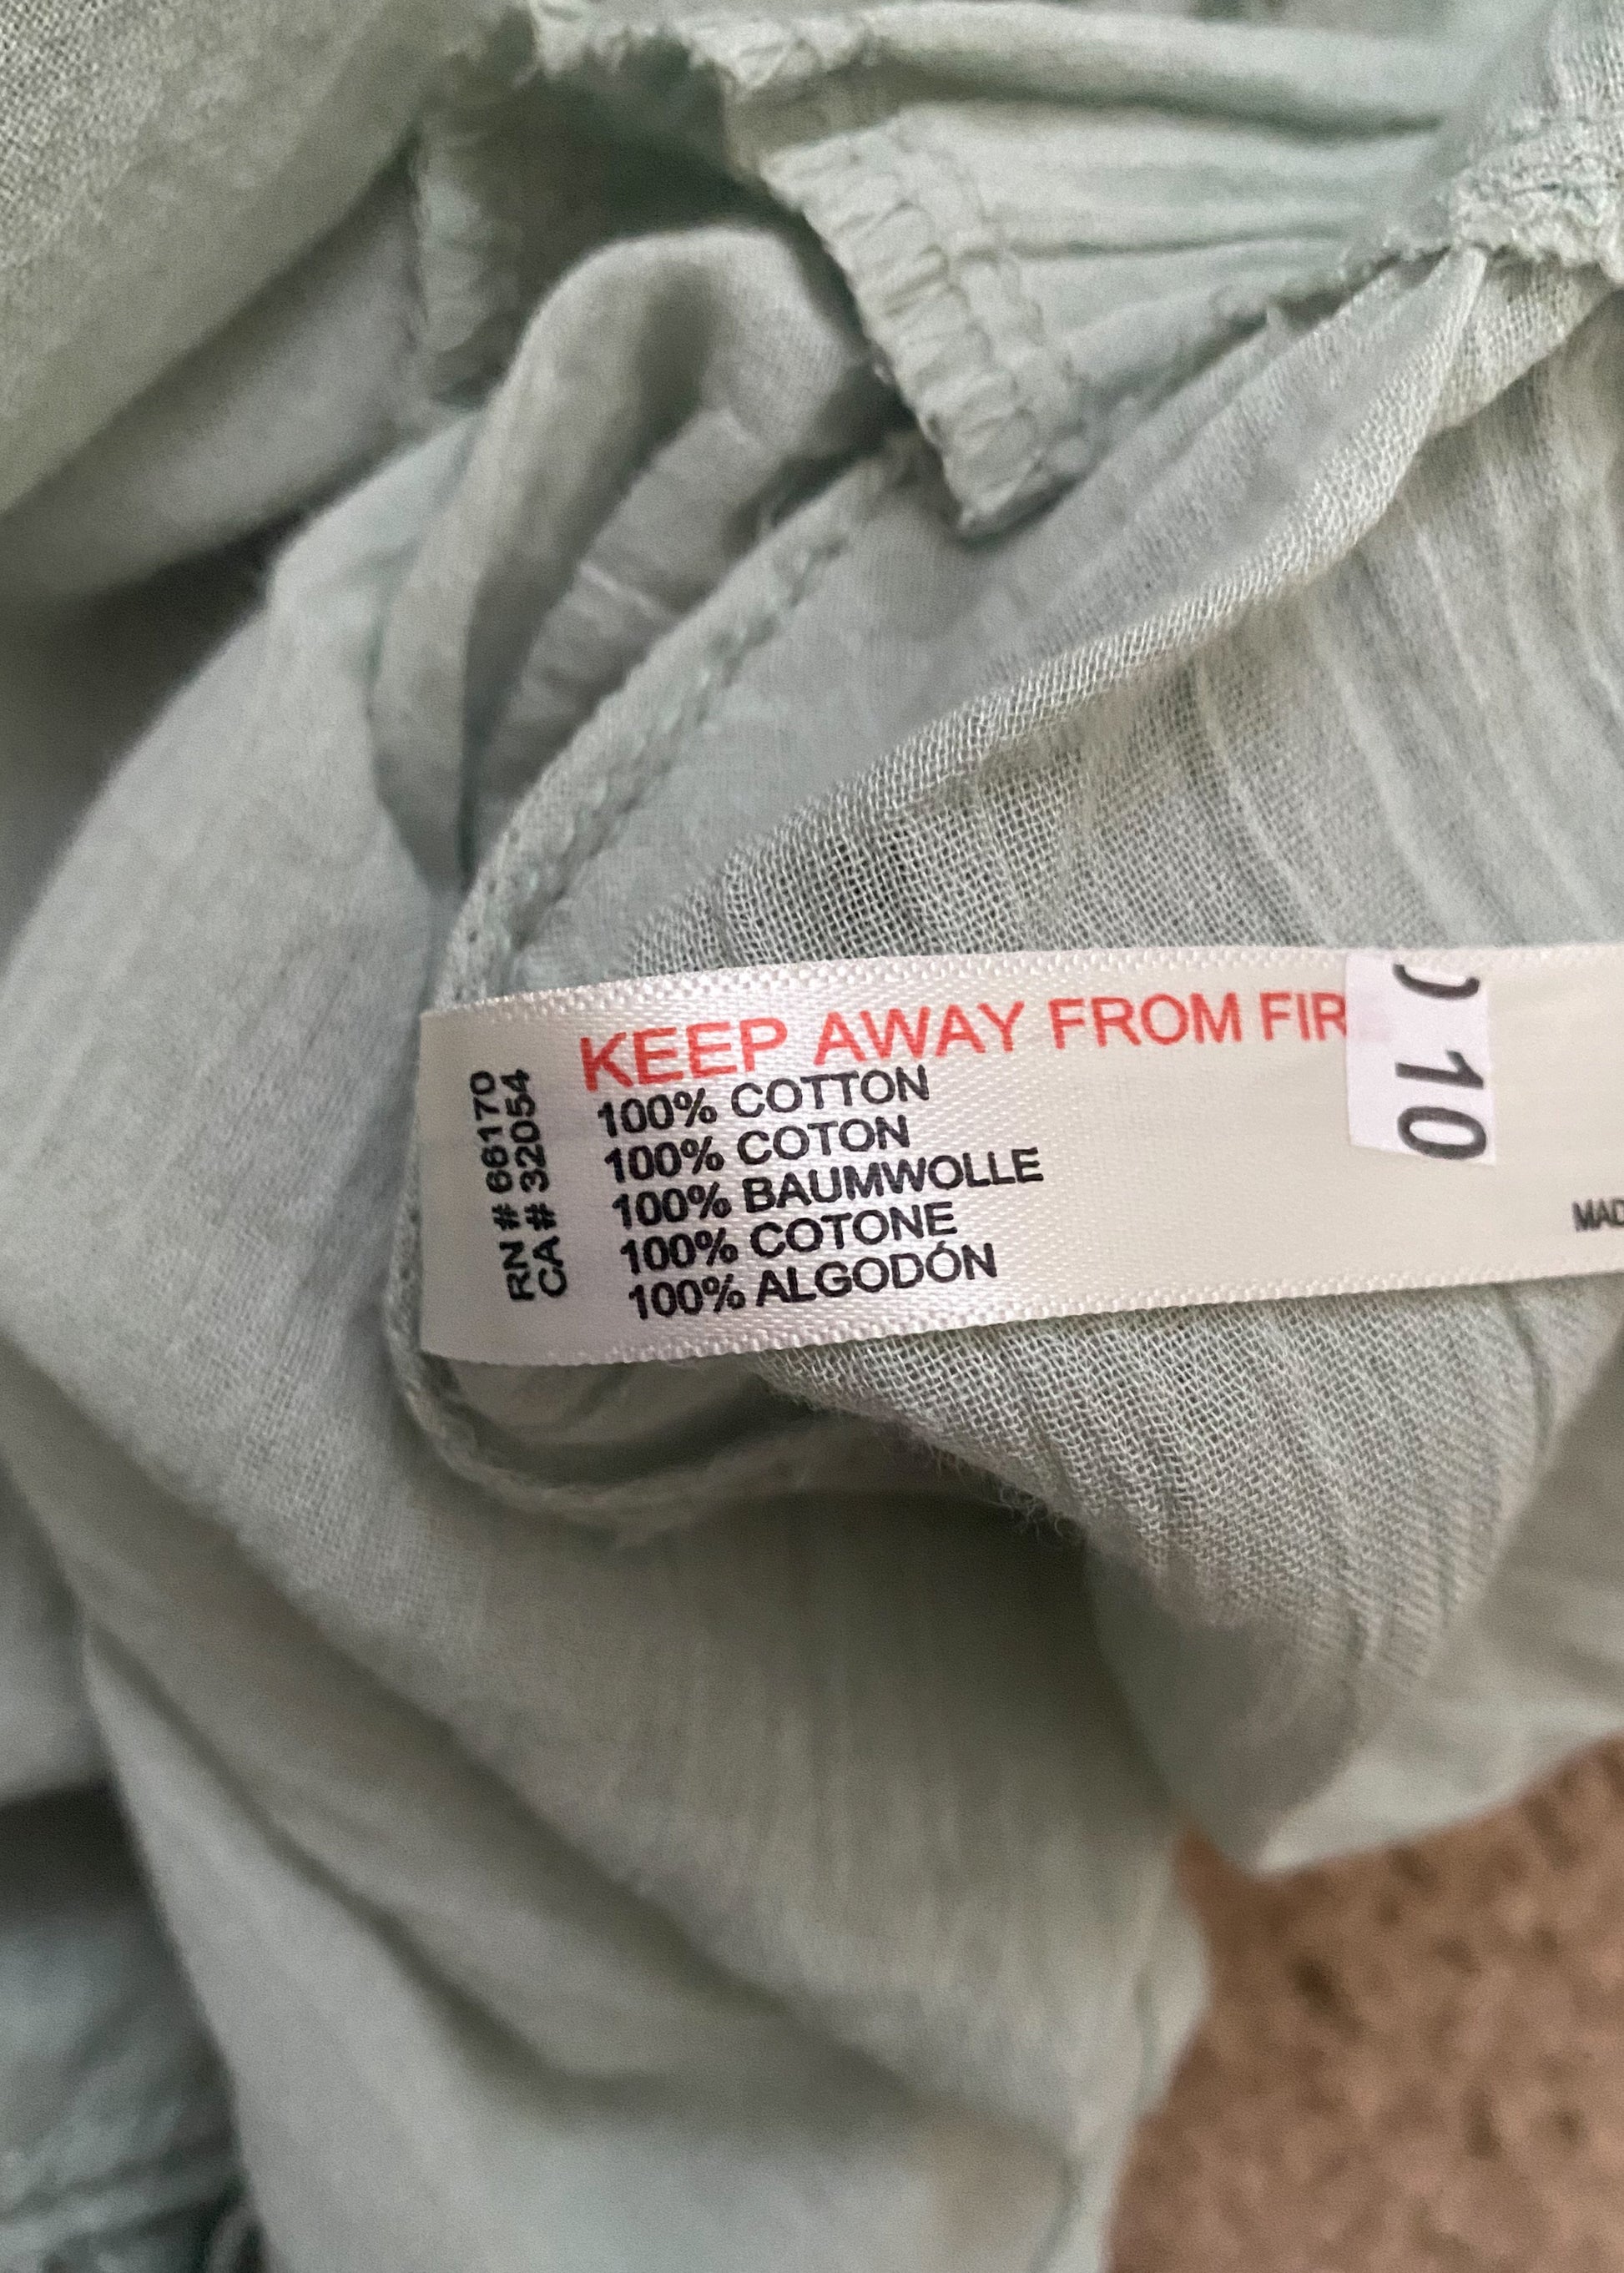 KEEP AWAY FROM FIR
100% COTTON
100% COTON
100% BAUMWOLLE
100% COTONE
100% ALGODÓN
RN # 66170
CA # 32054
10
MAD